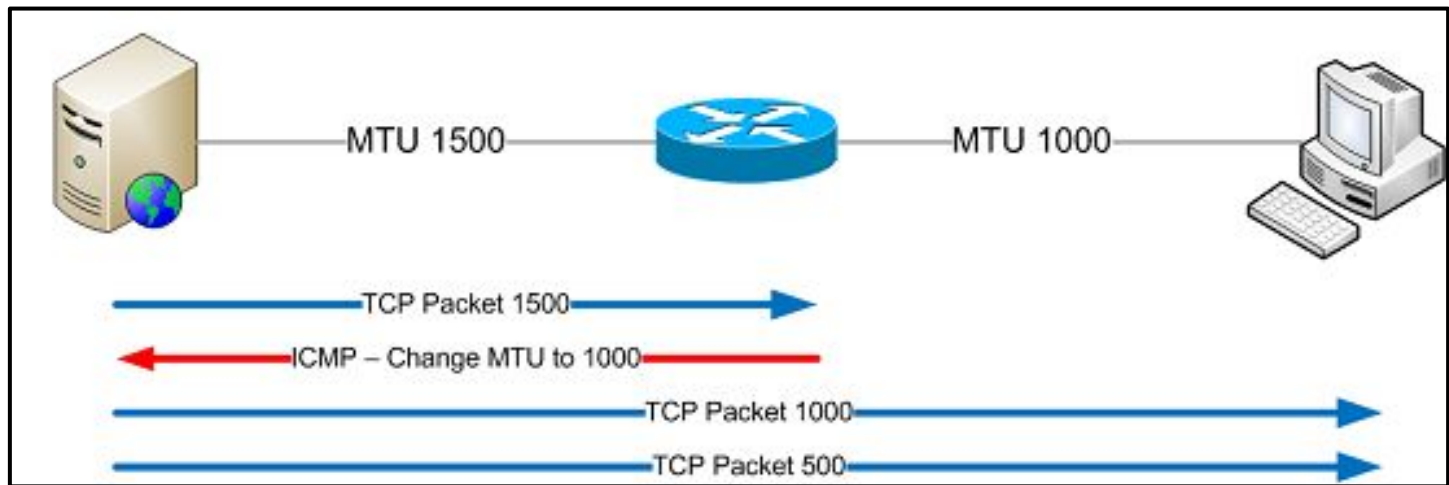 MTU 1500
MTU 1000
TCP Packet 1500
ICMP – Change MTU to 1000
TCP Packet 1000
TCP Packet 500